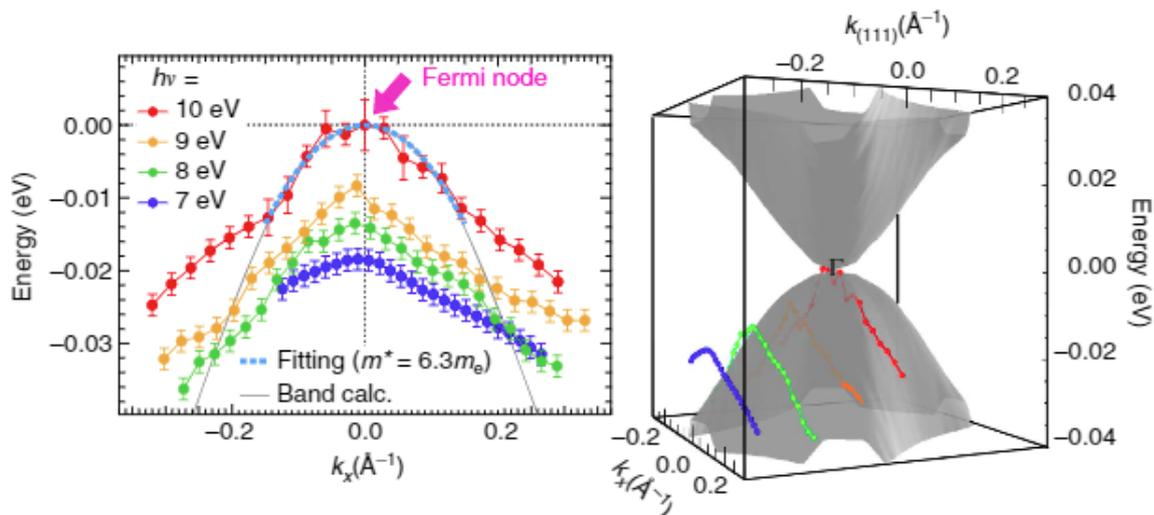 hν =
10 eV
9 eV
8 eV
7 eV
Fermi node
Fitting (m* = 6.3mₑ)
Band calc.
Energy (eV)
0.00
−0.01
−0.02
−0.03
−0.2
0.0
0.2
kₓ(Å⁻¹)
k₍₁₁₁₎(Å⁻¹)
−0.2
0.0
0.2
Γ
0.04
0.02
0.00
−0.02
−0.04
Energy (eV)
−0.2
0.0
0.2
kₓ(Å⁻¹)